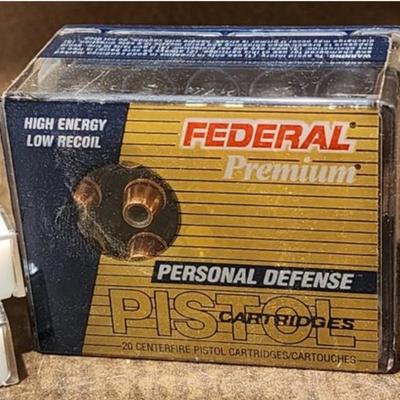 HIGH ENERGY
LOW RECOIL
FEDERAL®
Premium®
PERSONAL DEFENSE
PISTOL
CARTRIDGES
20 CENTERFIRE PISTOL CARTRIDGES/CARTOUCHES